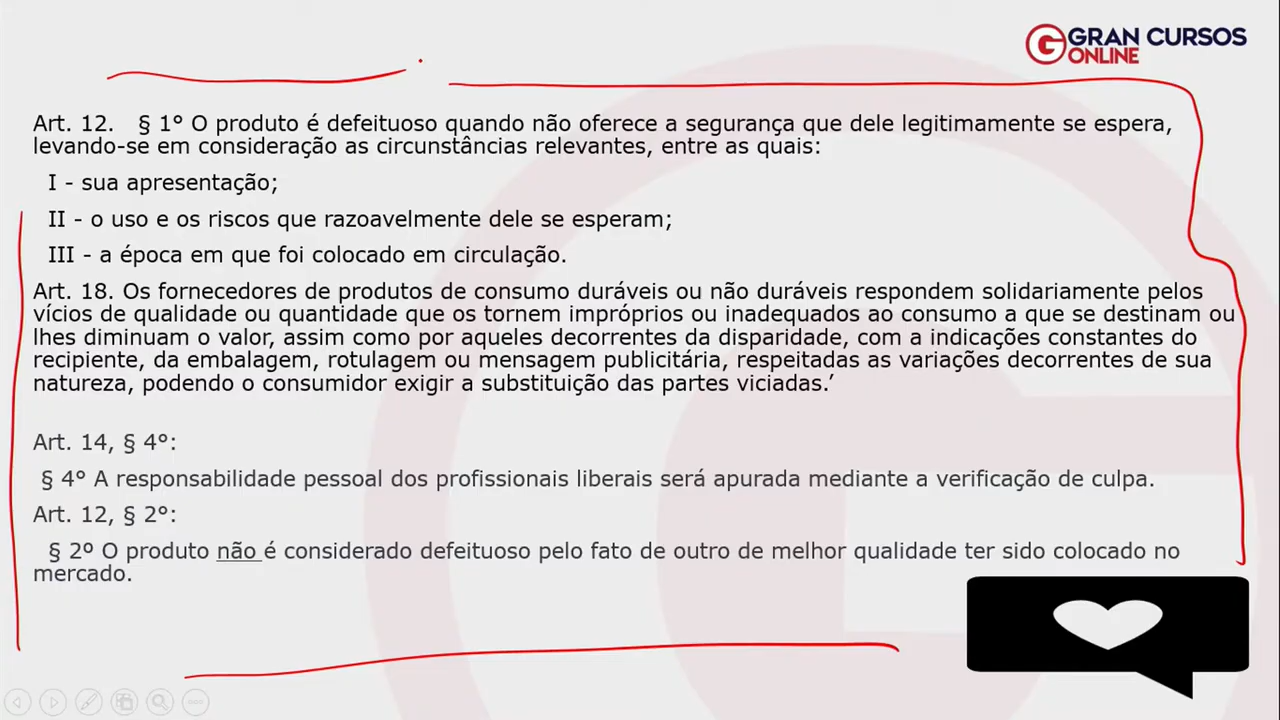 GRAN CURSOS
ONLINE
Art. 12. § 1° O produto é defeituoso quando não oferece a segurança que dele legitimamente se espera,
levando-se em consideração as circunstâncias relevantes, entre as quais:
I - sua apresentação;
II - o uso e os riscos que razoavelmente dele se esperam;
III - a época em que foi colocado em circulação.
Art. 18. Os fornecedores de produtos de consumo duráveis ou não duráveis respondem solidariamente pelos
vícios de qualidade ou quantidade que os tornem impróprios ou inadequados ao consumo a que se destinam ou
lhes diminuam o valor, assim como por aqueles decorrentes da disparidade, com a indicações constantes do
recipiente, da embalagem, rotulagem ou mensagem publicitária, respeitadas as variações decorrentes de sua
natureza, podendo o consumidor exigir a substituição das partes viciadas.’
Art. 14, § 4°:
§ 4° A responsabilidade pessoal dos profissionais liberais será apurada mediante a verificação de culpa.
Art. 12, § 2°:
§ 2º O produto não é considerado defeituoso pelo fato de outro de melhor qualidade ter sido colocado no
mercado.